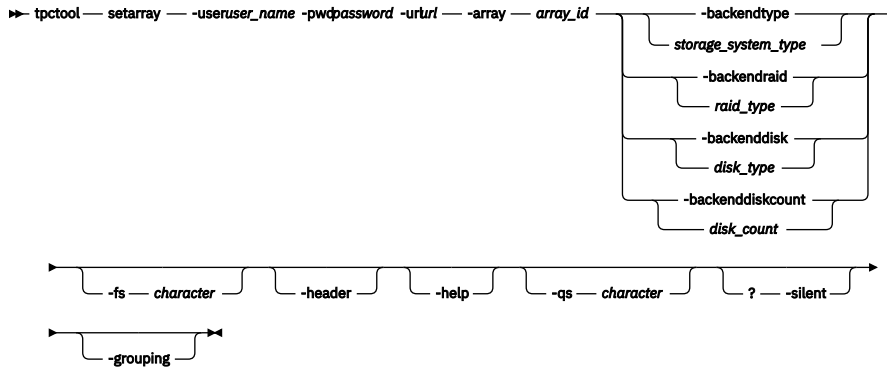 tpctool setarray -useruser_name -pwdpassword -urlurl -array array_id -backendtype
storage_system_type
-backendraid
raid_type
-backenddisk
disk_type
-backenddiskcount
disk_count
-fs character -header -help -qs character ? -silent
-grouping